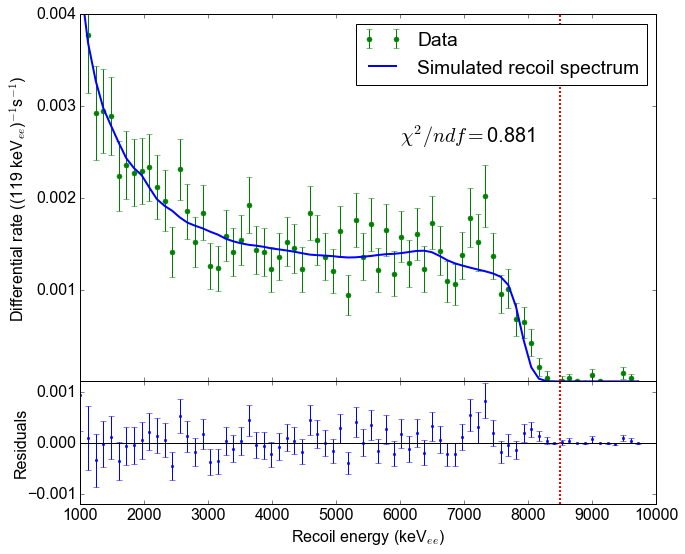 0.004
Data
Simulated recoil spectrum
0.003
χ²/ndf = 0.881
0.002
0.001
Differential rate ((119 keVₑₑ)⁻¹s⁻¹)
0.001
0.000
−0.001
Residuals
1000 2000 3000 4000 5000 6000 7000 8000 9000 10000
Recoil energy (keVₑₑ)